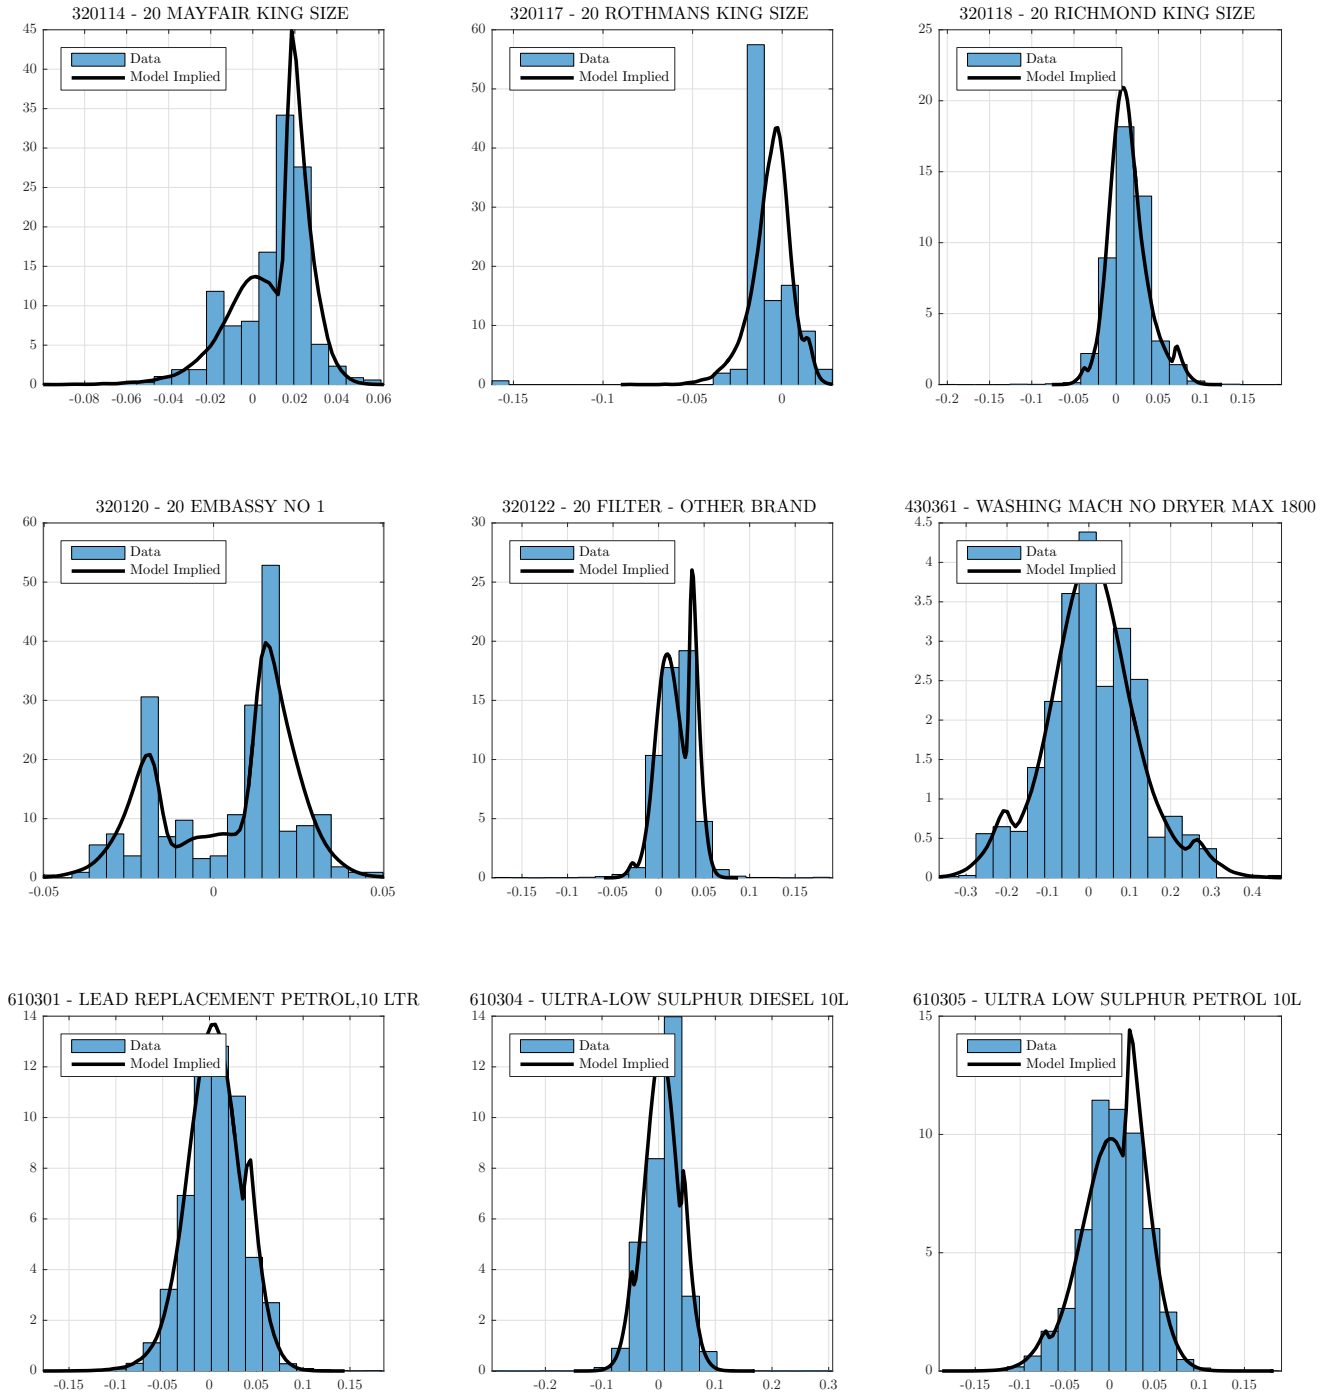 320114 - 20 MAYFAIR KING SIZE
45
40
35
30
25
20
15
10
5
0
-0.08 -0.06 -0.04 -0.02 0 0.02 0.04 0.06
Data
Model Implied
320117 - 20 ROTHMANS KING SIZE
60
50
40
30
20
10
0
-0.15 -0.1 -0.05 0
Data
Model Implied
320118 - 20 RICHMOND KING SIZE
25
20
15
10
5
0
-0.2 -0.15 -0.1 -0.05 0 0.05 0.1 0.15
Data
Model Implied
320120 - 20 EMBASSY NO 1
60
50
40
30
20
10
0
-0.05 0 0.05
Data
Model Implied
320122 - 20 FILTER - OTHER BRAND
30
25
20
15
10
5
0
-0.15 -0.1 -0.05 0 0.05 0.1 0.15
Data
Model Implied
430361 - WASHING MACH NO DRYER MAX 1800
4.5
4
3.5
3
2.5
2
1.5
1
0.5
0
-0.3 -0.2 -0.1 0 0.1 0.2 0.3 0.4
Data
Model Implied
610301 - LEAD REPLACEMENT PETROL,10 LTR
14
12
10
8
6
4
2
0
-0.15 -0.1 -0.05 0 0.05 0.1 0.15
Data
Model Implied
610304 - ULTRA-LOW SULPHUR DIESEL 10L
14
12
10
8
6
4
2
0
-0.2 -0.1 0 0.1 0.2 0.3
Data
Model Implied
610305 - ULTRA LOW SULPHUR PETROL 10L
15
10
5
0
-0.15 -0.1 -0.05 0 0.05 0.1 0.15
Data
Model Implied